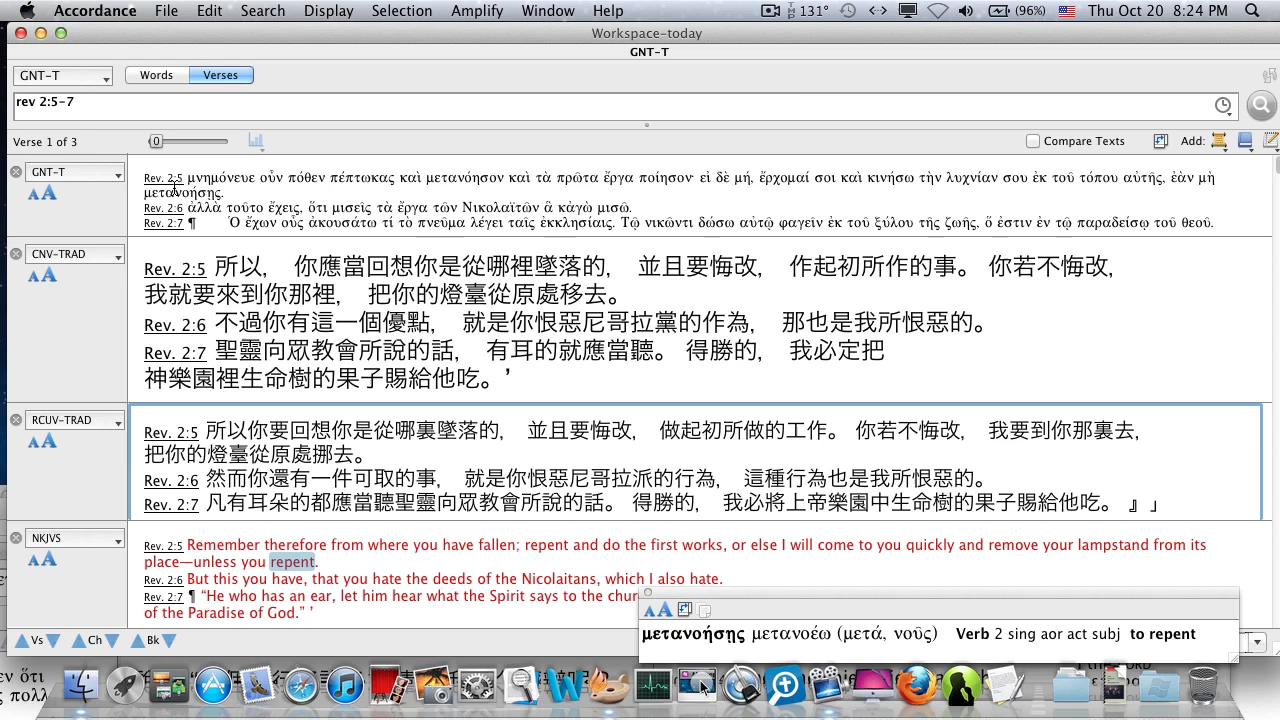 Accordance File Edit Search Display Selection Amplify Window Help 131° (96%) Thu Oct 20 8:24 PM
Workspace-today
GNT-T
GNT-T Words Verses
rev 2:5-7
Verse 1 of 3 0 Compare Texts Add:
GNT-T
Rev. 2:5 μνημόνευε οὖν πόθεν πέπτωκας καὶ μετανόησον καὶ τὰ πρῶτα ἔργα ποίησον· εἰ δὲ μή, ἔρχομαί σοι καὶ κινήσω τὴν λυχνίαν σου ἐκ τοῦ τόπου αὐτῆς, ἐὰν μὴ
μετανοήσῃς.
Rev. 2:6 ἀλλὰ τοῦτο ἔχεις, ὅτι μισεῖς τὰ ἔργα τῶν Νικολαϊτῶν ἃ κἀγὼ μισῶ.
Rev. 2:7 ¶ Ὁ ἔχων οὖς ἀκουσάτω τί τὸ πνεῦμα λέγει ταῖς ἐκκλησίαις. Τῷ νικῶντι δώσω αὐτῷ φαγεῖν ἐκ τοῦ ξύλου τῆς ζωῆς, ὅ ἐστιν ἐν τῷ παραδείσῳ τοῦ θεοῦ.
CNV-TRAD
Rev. 2:5 所以， 你應當回想你是從哪裡墜落的， 並且要悔改， 作起初所作的事。 你若不悔改，
我就要來到你那裡， 把你的燈臺從原處移去。
Rev. 2:6 不過你有這一個優點， 就是你恨惡尼哥拉黨的作為， 那也是我所恨惡的。
Rev. 2:7 聖靈向眾教會所說的話， 有耳的就應當聽。 得勝的， 我必定把
神樂園裡生命樹的果子賜給他吃。’
RCUV-TRAD
Rev. 2:5 所以你要回想你是從哪裏墜落的， 並且要悔改， 做起初所做的工作。 你若不悔改， 我要到你那裏去，
把你的燈臺從原處挪去。
Rev. 2:6 然而你還有一件可取的事， 就是你恨惡尼哥拉派的行為， 這種行為也是我所恨惡的。
Rev. 2:7 凡有耳朵的都應當聽聖靈向眾教會所說的話。 得勝的， 我必將上帝樂園中生命樹的果子賜給他吃。 』」
NKJVS
Rev. 2:5 Remember therefore from where you have fallen; repent and do the first works, or else I will come to you quickly and remove your lampstand from its
place—unless you repent.
Rev. 2:6 But this you have, that you hate the deeds of the Nicolaitans, which I also hate.
Rev. 2:7 ¶ “He who has an ear, let him hear what the Spirit says to the chur
of the Paradise of God.” ’
μετανοήσῃς μετανοέω (μετά, νοῦς) Verb 2 sing aor act subj to repent
Vs Ch Bk